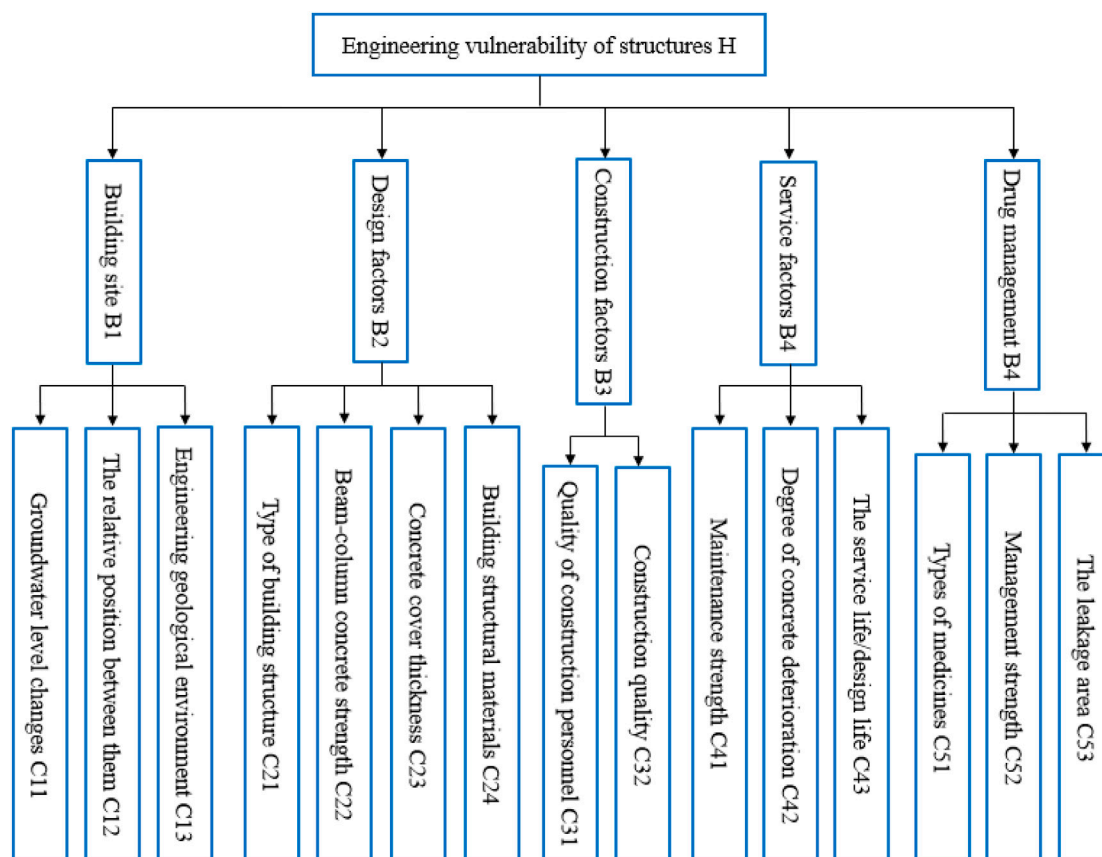 Engineering vulnerability of structures H
Building site B1
Design factors B2
Construction factors B3
Service factors B4
Drug management B4
Groundwater level changes C11
The relative position between them C12
Engineering geological environment C13
Type of building structure C21
Beam-column concrete strength C22
Concrete cover thickness C23
Building structural materials C24
Quality of construction personnel C31
Construction quality C32
Maintenance strength C41
Degree of concrete deterioration C42
The service life/design life C43
Types of medicines C51
Management strength C52
The leakage area C53